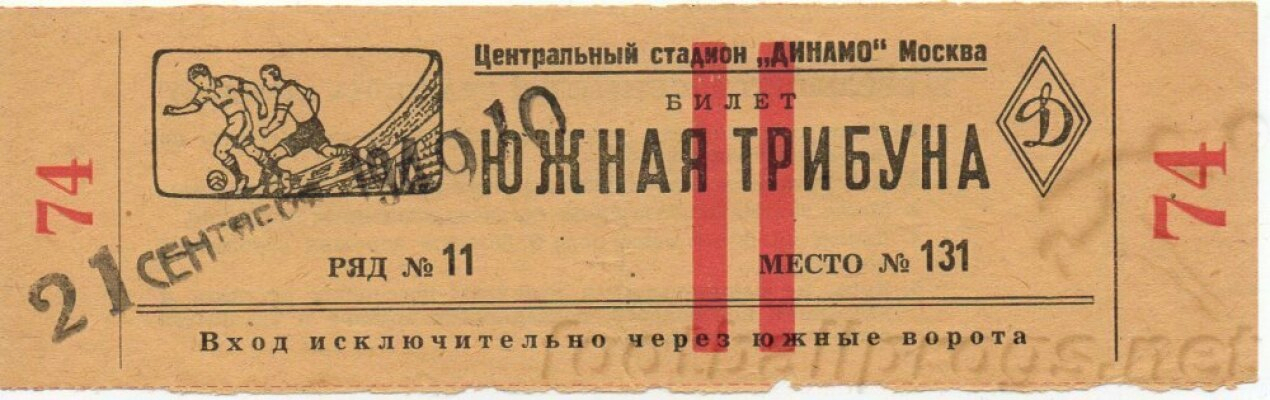 Центральный стадион „ДИНАМО“ Москва
БИЛЕТ
ЮЖНАЯ ТРИБУНА
Д
74
74
21
РЯД № 11
МЕСТО № 131
Вход исключительно через южные ворота
footballprogs.net